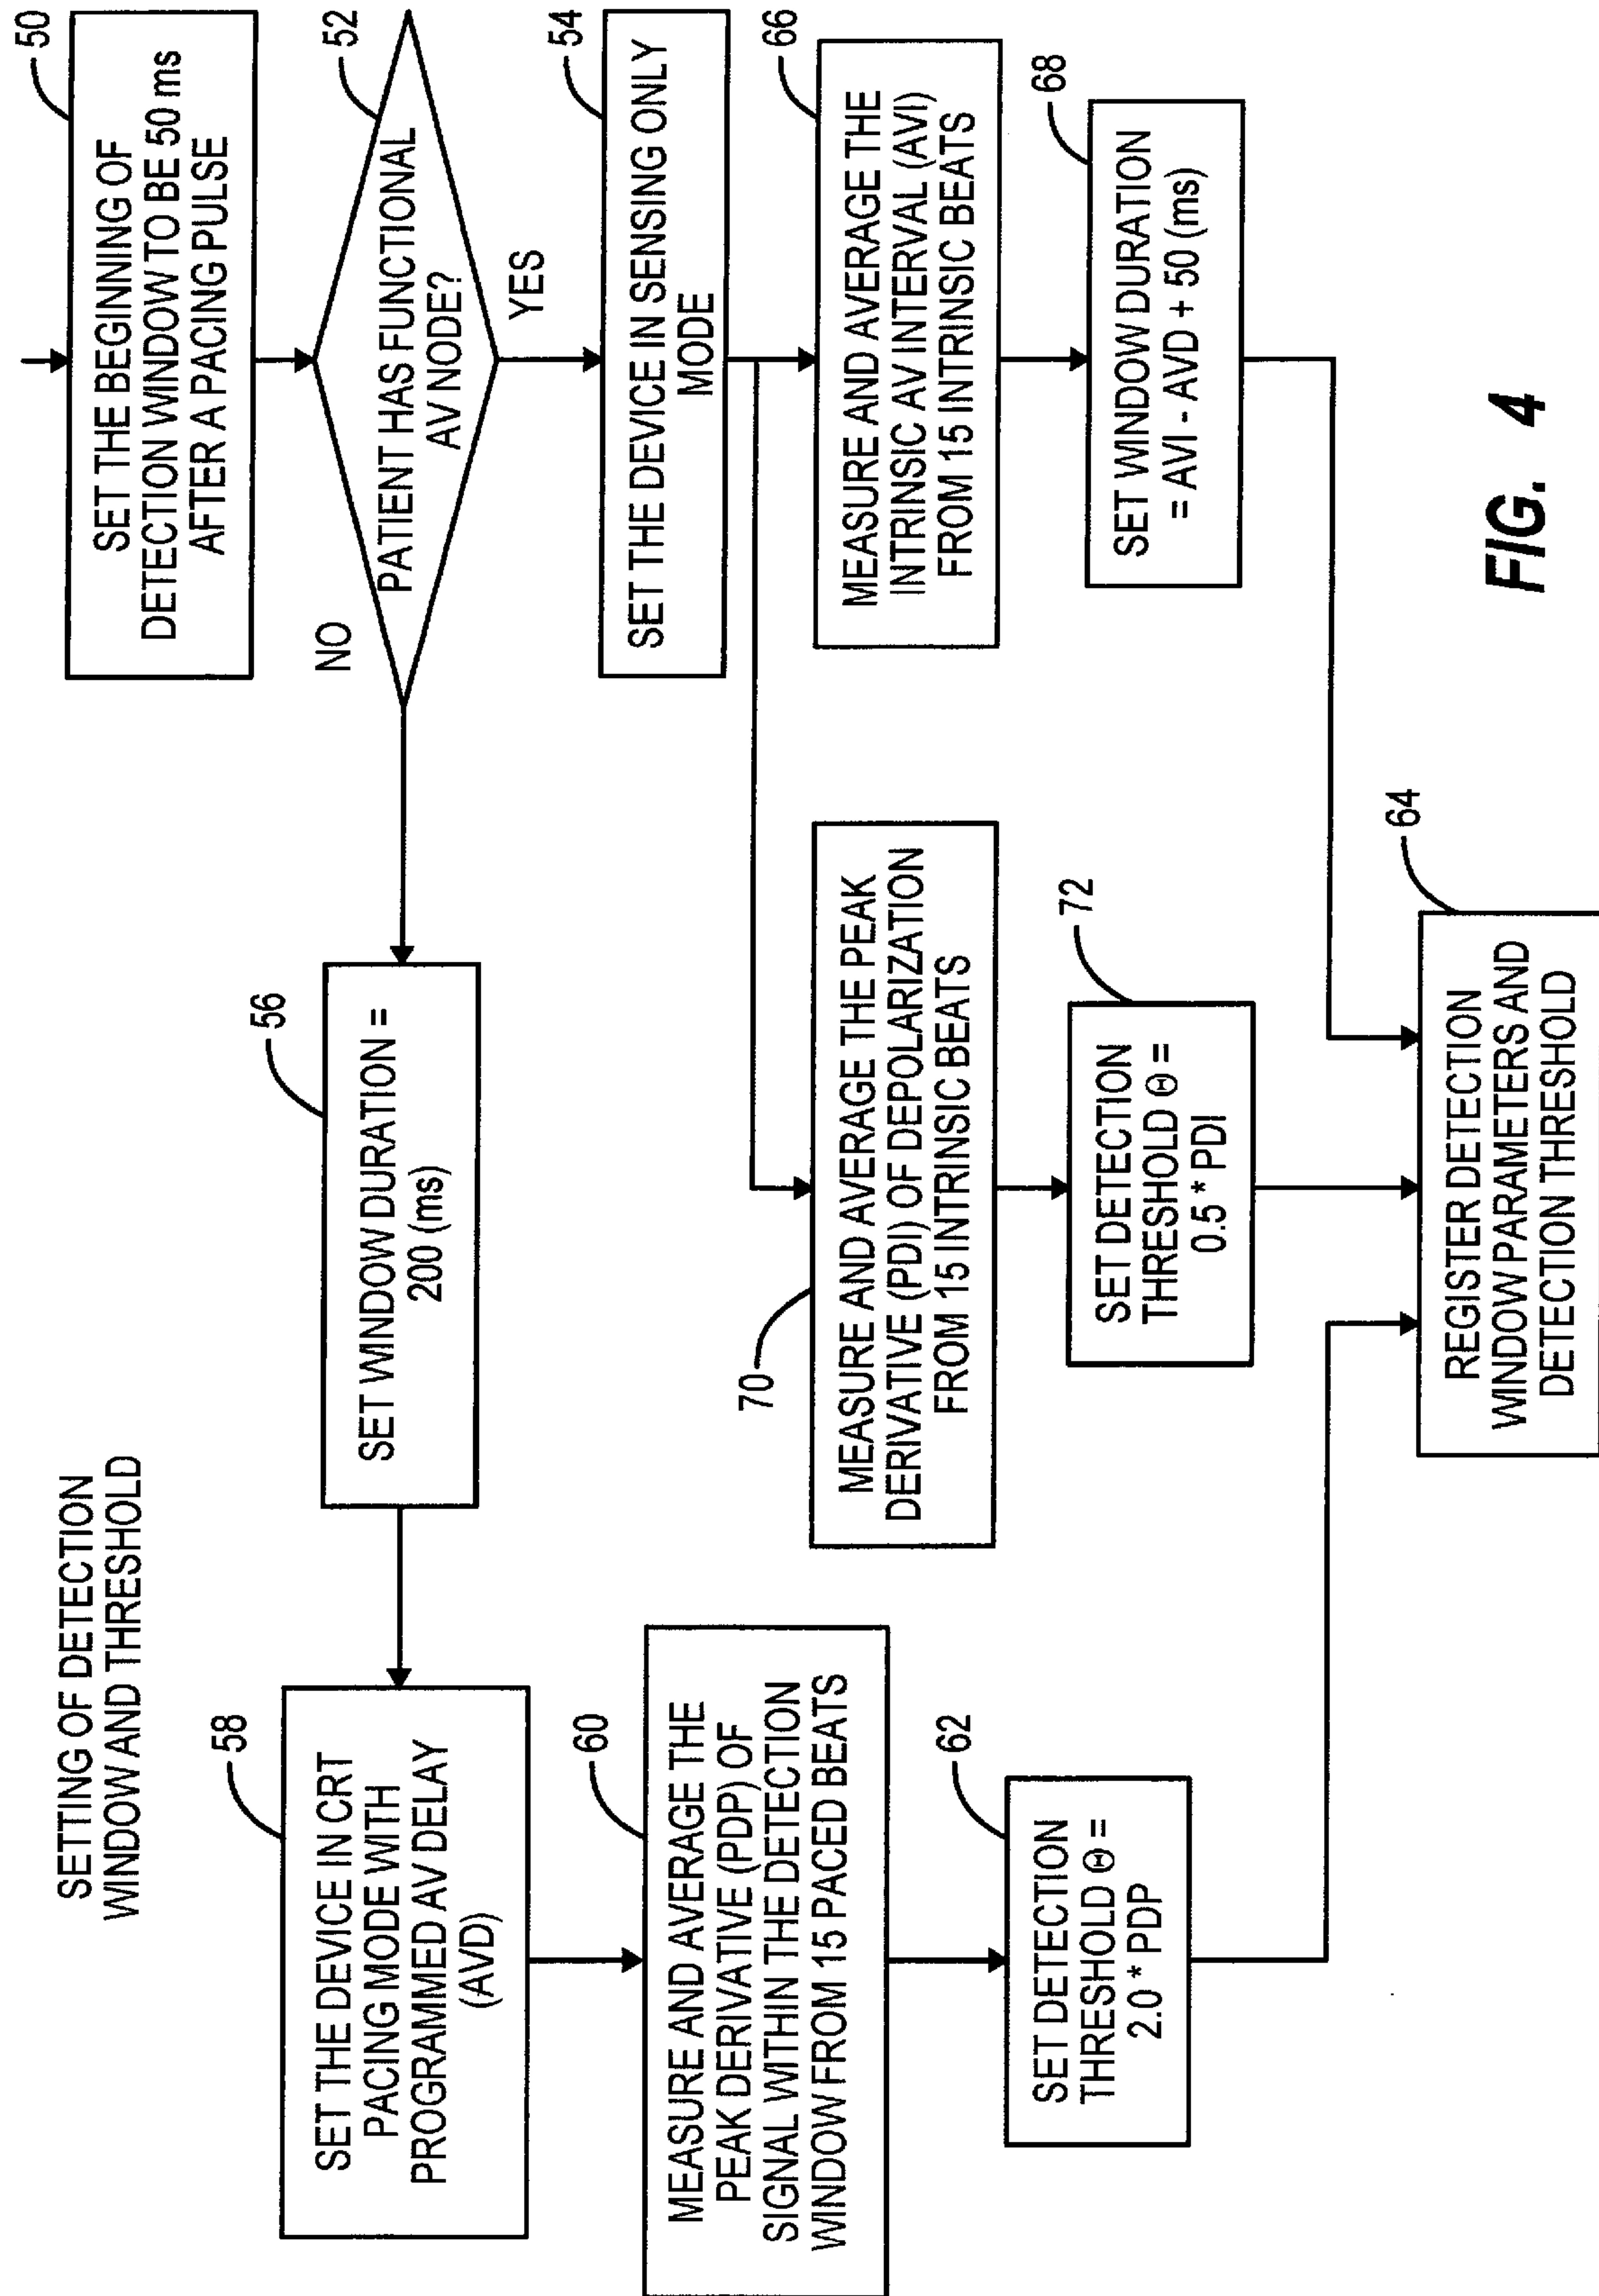 SETTING OF DETECTION
WINDOW AND THRESHOLD
50
SET THE BEGINNING OF
DETECTION WINDOW TO BE 50 ms
AFTER A PACING PULSE
52
PATIENT HAS FUNCTIONAL
AV NODE?
NO
YES
54
SET THE DEVICE IN SENSING ONLY
MODE
56
SET WINDOW DURATION =
200 (ms)
58
SET THE DEVICE IN CRT
PACING MODE WITH
PROGRAMMED AV DELAY
(AVD)
60
MEASURE AND AVERAGE THE
PEAK DERIVATIVE (PDP) OF
SIGNAL WITHIN THE DETECTION
WINDOW FROM 15 PACED BEATS
62
SET DETECTION
THRESHOLD Θ =
2.0 * PDP
70
MEASURE AND AVERAGE THE PEAK
DERIVATIVE (PDI) OF DEPOLARIZATION
FROM 15 INTRINSIC BEATS
72
SET DETECTION
THRESHOLD Θ =
0.5 * PDI
66
MEASURE AND AVERAGE THE
INTRINSIC AV INTERVAL (AVI)
FROM 15 INTRINSIC BEATS
68
SET WINDOW DURATION
= AVI - AVD + 50 (ms)
64
REGISTER DETECTION
WINDOW PARAMETERS AND
DETECTION THRESHOLD
FIG. 4